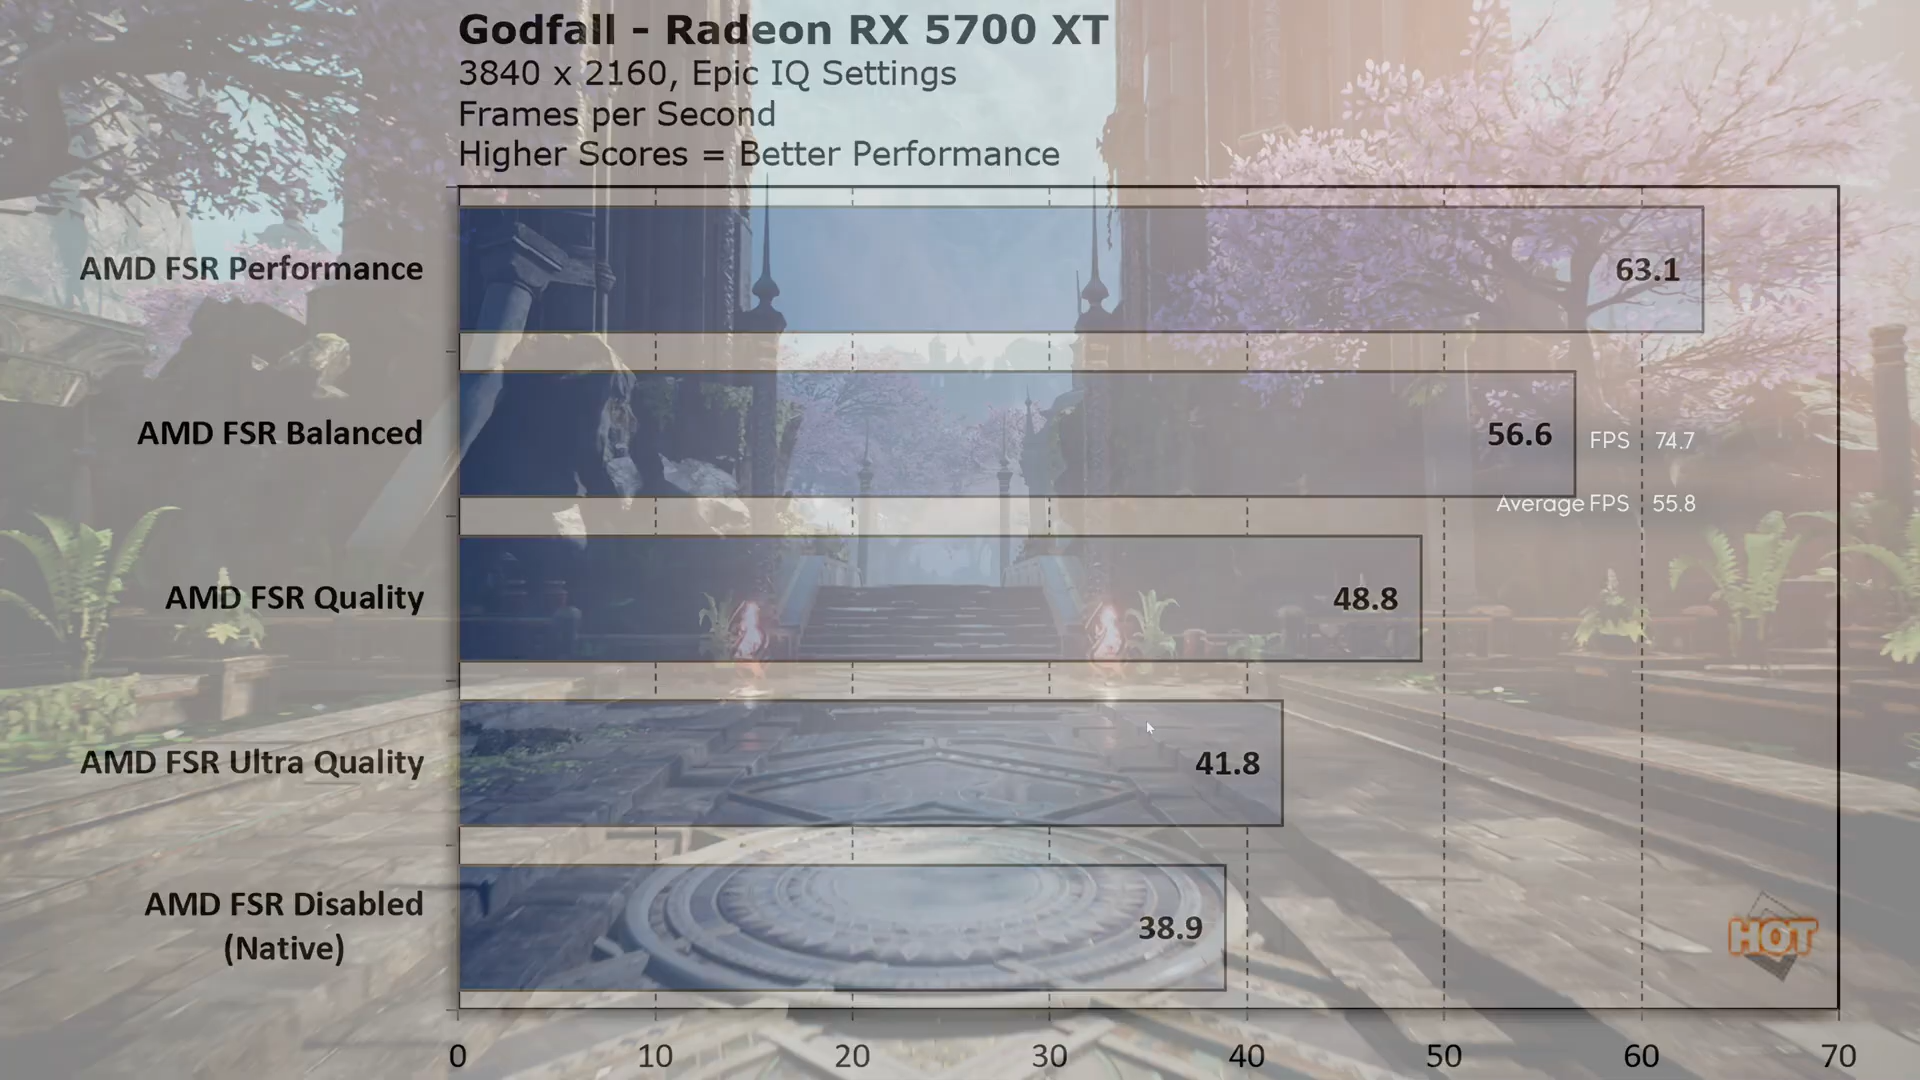 Godfall - Radeon RX 5700 XT
3840 x 2160, Epic IQ Settings
Frames per Second
Higher Scores = Better Performance
AMD FSR Performance
63.1
AMD FSR Balanced
56.6
FPS 74.7
Average FPS 55.8
AMD FSR Quality
48.8
AMD FSR Ultra Quality
41.8
AMD FSR Disabled
(Native)
38.9
HOT
0 10 20 30 40 50 60 70